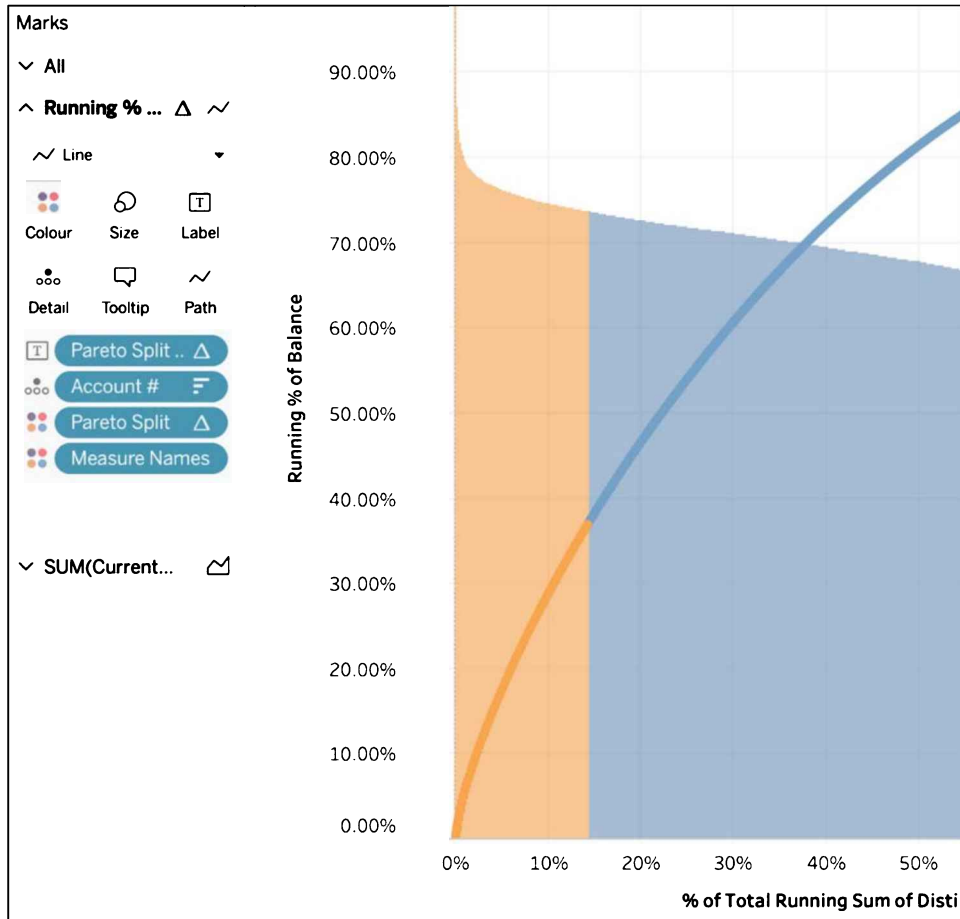 Marks
All
Running % ...
Line
Colour
Size
Label
Detail
Tooltip
Path
Pareto Split ..
Account #
Pareto Split
Measure Names
SUM(Current...
Running % of Balance
90.00%
80.00%
70.00%
60.00%
50.00%
40.00%
30.00%
20.00%
10.00%
0.00%
0% 10% 20% 30% 40% 50%
% of Total Running Sum of Disti